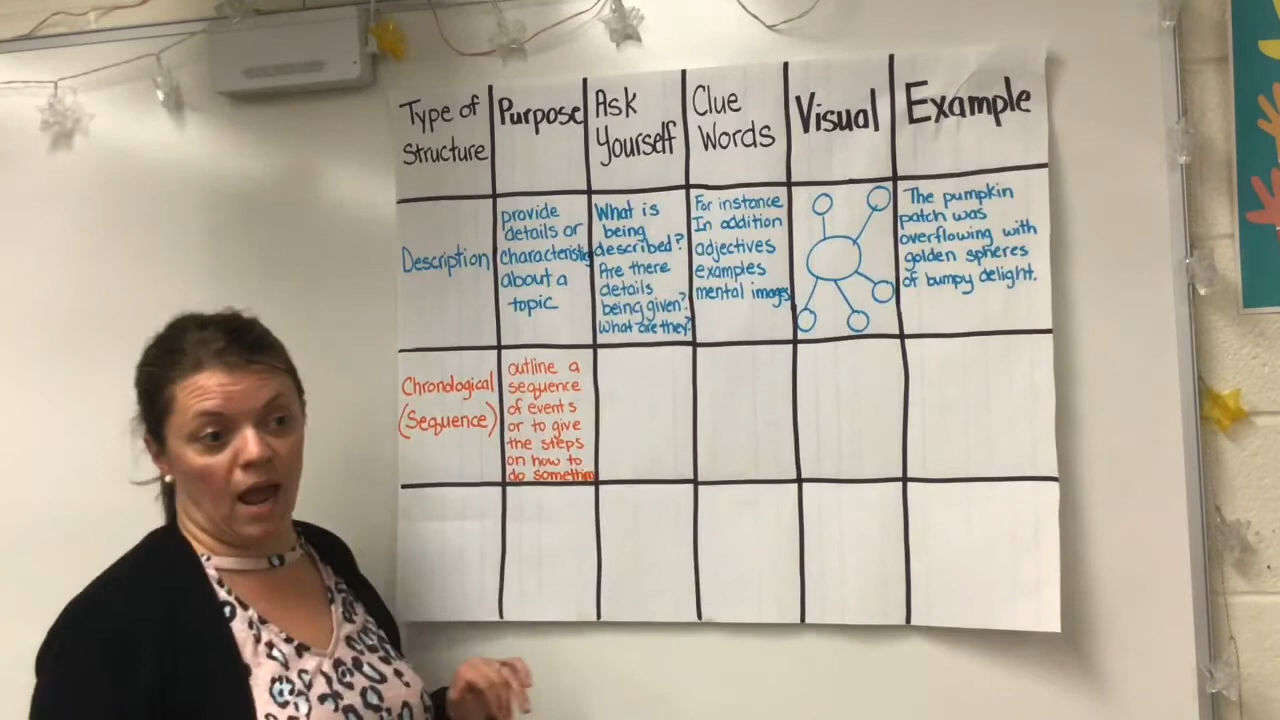 Type of
Structure
Purpose
Ask
Yourself
Clue
Words
Visual
Example
Description
provide
details or
characteristics
about a
topic
What is
being
described?
Are there
details
being given?
What are they?
For instance
In addition
adjectives
examples
mental images
The pumpkin
patch was
overflowing with
golden spheres
of bumpy delight.
Chronological
(Sequence)
outline a
sequence
of events
or to give
the steps
on how to
do somethin